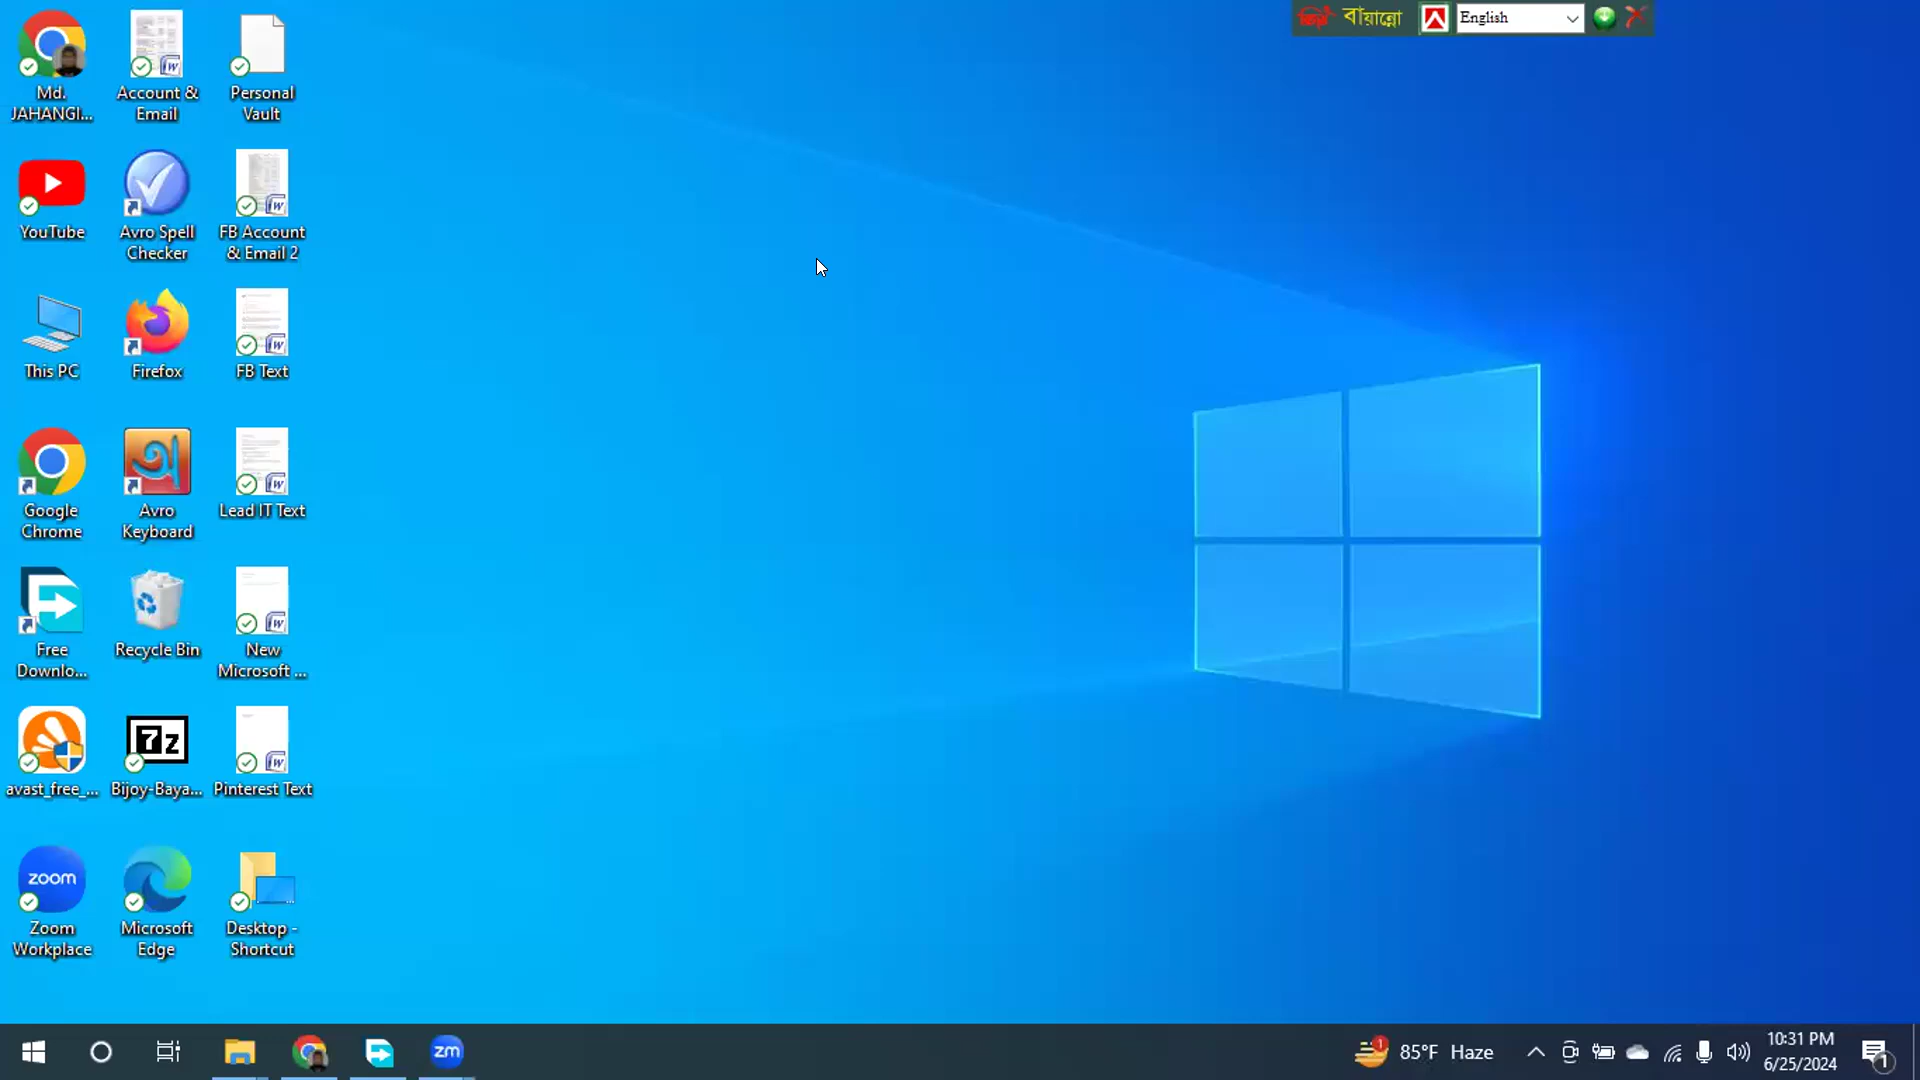 বায়ান্নো
English
Md.
JAHANGI...
Account &
Email
Personal
Vault
YouTube
Avro Spell
Checker
FB Account
& Email 2
This PC
Firefox
FB Text
Google
Chrome
অ
Avro
Keyboard
Lead IT Text
Free
Downlo...
Recycle Bin
New
Microsoft ...
avast_free_...
7z
Bijoy-Baya...
Pinterest Text
zoom
Zoom
Workplace
Microsoft
Edge
Desktop -
Shortcut
zm
1
85°F Haze
10:31 PM
6/25/2024
1